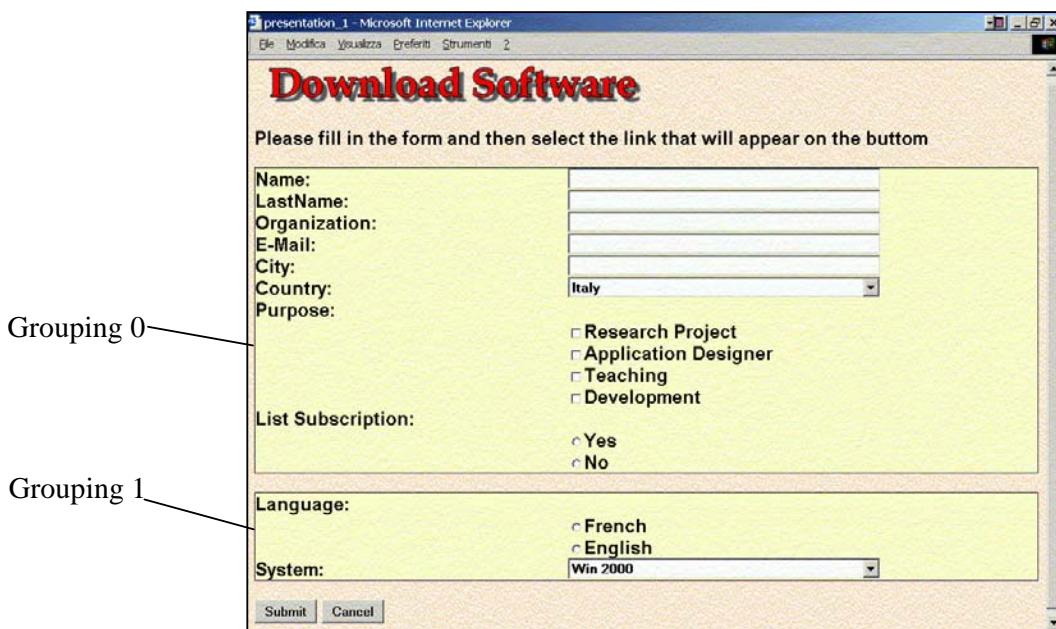 presentation_1 - Microsoft Internet Explorer
File Modifica Visualizza Preferiti Strumenti ?
Download Software
Please fill in the form and then select the link that will appear on the buttom
Name:
LastName:
Organization:
E-Mail:
City:
Country: Italy
Purpose:
Grouping 0
Research Project
Application Designer
Teaching
Development
List Subscription:
Yes
No
Grouping 1
Language:
French
English
System: Win 2000
Submit Cancel